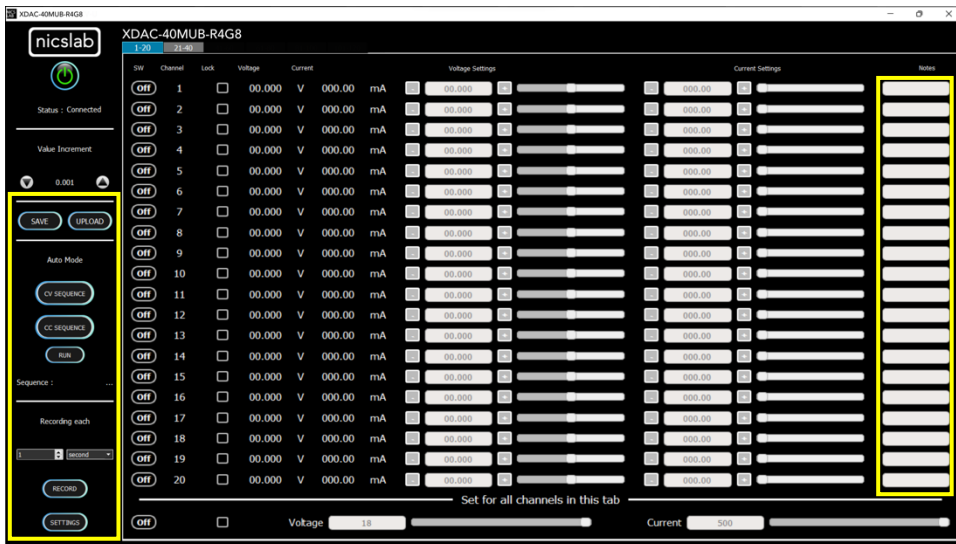 XDAC-40MUB-R4G8
nicslab
XDAC-40MUB-R4G8
1-20 21-40
Status : Connected
Value Increment
0.001
SAVE UPLOAD
Auto Mode
CV SEQUENCE
CC SEQUENCE
RUN
Sequence : ...
Recording each
1 second
RECORD
SETTINGS
SW Channel Lock Voltage Current Voltage Settings Current Settings Notes
Off 1 00.000 V 000.00 mA - 00.000 + - 000.00 +
Off 2 00.000 V 000.00 mA - 00.000 + - 000.00 +
Off 3 00.000 V 000.00 mA - 00.000 + - 000.00 +
Off 4 00.000 V 000.00 mA - 00.000 + - 000.00 +
Off 5 00.000 V 000.00 mA - 00.000 + - 000.00 +
Off 6 00.000 V 000.00 mA - 00.000 + - 000.00 +
Off 7 00.000 V 000.00 mA - 00.000 + - 000.00 +
Off 8 00.000 V 000.00 mA - 00.000 + - 000.00 +
Off 9 00.000 V 000.00 mA - 00.000 + - 000.00 +
Off 10 00.000 V 000.00 mA - 00.000 + - 000.00 +
Off 11 00.000 V 000.00 mA - 00.000 + - 000.00 +
Off 12 00.000 V 000.00 mA - 00.000 + - 000.00 +
Off 13 00.000 V 000.00 mA - 00.000 + - 000.00 +
Off 14 00.000 V 000.00 mA - 00.000 + - 000.00 +
Off 15 00.000 V 000.00 mA - 00.000 + - 000.00 +
Off 16 00.000 V 000.00 mA - 00.000 + - 000.00 +
Off 17 00.000 V 000.00 mA - 00.000 + - 000.00 +
Off 18 00.000 V 000.00 mA - 00.000 + - 000.00 +
Off 19 00.000 V 000.00 mA - 00.000 + - 000.00 +
Off 20 00.000 V 000.00 mA - 00.000 + - 000.00 +
Set for all channels in this tab
Off Voltage 18 Current 500